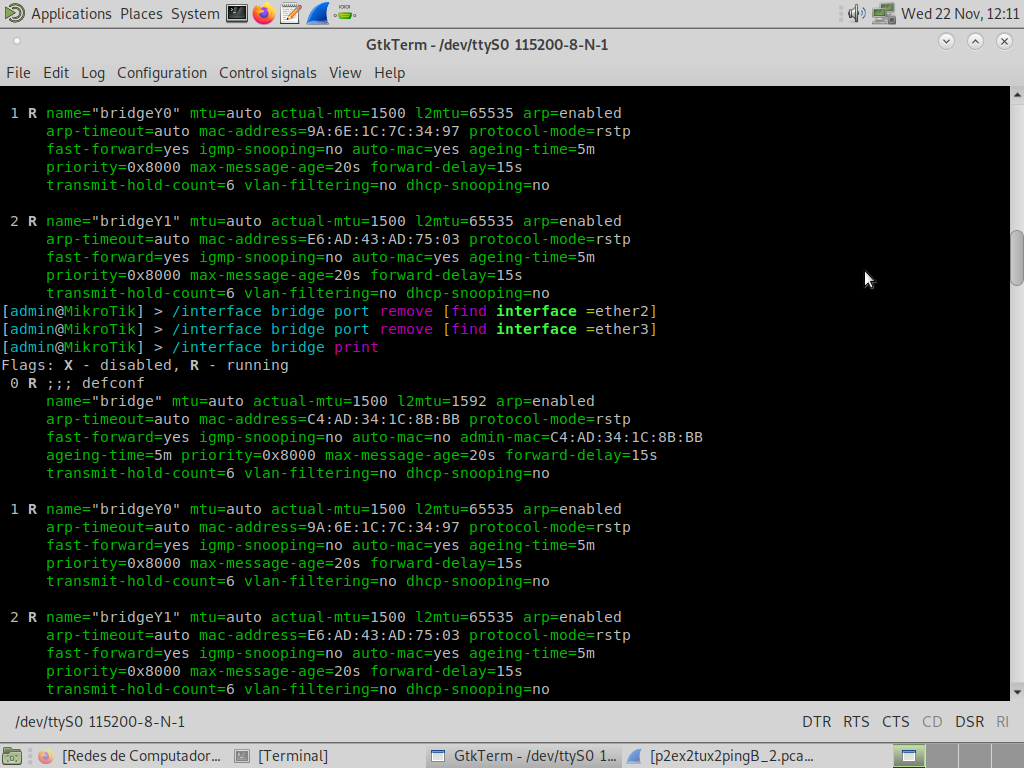 Applications Places System Wed 22 Nov, 12:11
GtkTerm - /dev/ttyS0 115200-8-N-1
File Edit Log Configuration Control signals View Help
1 R name="bridgeY0" mtu=auto actual-mtu=1500 l2mtu=65535 arp=enabled
arp-timeout=auto mac-address=9A:6E:1C:7C:34:97 protocol-mode=rstp
fast-forward=yes igmp-snooping=no auto-mac=yes ageing-time=5m
priority=0x8000 max-message-age=20s forward-delay=15s
transmit-hold-count=6 vlan-filtering=no dhcp-snooping=no
2 R name="bridgeY1" mtu=auto actual-mtu=1500 l2mtu=65535 arp=enabled
arp-timeout=auto mac-address=E6:AD:43:AD:75:03 protocol-mode=rstp
fast-forward=yes igmp-snooping=no auto-mac=yes ageing-time=5m
priority=0x8000 max-message-age=20s forward-delay=15s
transmit-hold-count=6 vlan-filtering=no dhcp-snooping=no
[admin@MikroTik] > /interface bridge port remove [find interface =ether2]
[admin@MikroTik] > /interface bridge port remove [find interface =ether3]
[admin@MikroTik] > /interface bridge print
Flags: X - disabled, R - running
0 R ;;; defconf
name="bridge" mtu=auto actual-mtu=1500 l2mtu=1592 arp=enabled
arp-timeout=auto mac-address=C4:AD:34:1C:8B:BB protocol-mode=rstp
fast-forward=yes igmp-snooping=no auto-mac=no admin-mac=C4:AD:34:1C:8B:BB
ageing-time=5m priority=0x8000 max-message-age=20s forward-delay=15s
transmit-hold-count=6 vlan-filtering=no dhcp-snooping=no
1 R name="bridgeY0" mtu=auto actual-mtu=1500 l2mtu=65535 arp=enabled
arp-timeout=auto mac-address=9A:6E:1C:7C:34:97 protocol-mode=rstp
fast-forward=yes igmp-snooping=no auto-mac=yes ageing-time=5m
priority=0x8000 max-message-age=20s forward-delay=15s
transmit-hold-count=6 vlan-filtering=no dhcp-snooping=no
2 R name="bridgeY1" mtu=auto actual-mtu=1500 l2mtu=65535 arp=enabled
arp-timeout=auto mac-address=E6:AD:43:AD:75:03 protocol-mode=rstp
fast-forward=yes igmp-snooping=no auto-mac=yes ageing-time=5m
priority=0x8000 max-message-age=20s forward-delay=15s
transmit-hold-count=6 vlan-filtering=no dhcp-snooping=no
/dev/ttyS0 115200-8-N-1 DTR RTS CTS CD DSR RI
[Redes de Computador... [Terminal] GtkTerm - /dev/ttyS0 1... [p2ex2tux2pingB_2.pca...